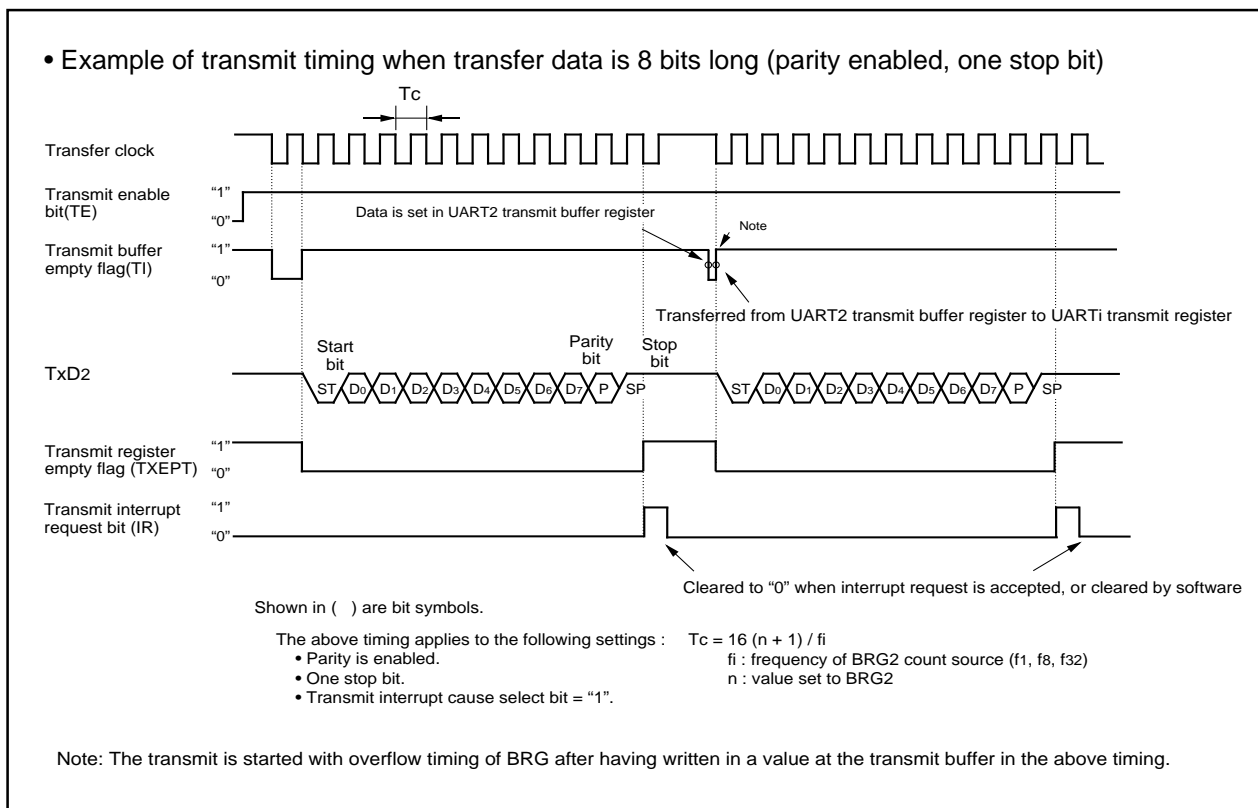 • Example of transmit timing when transfer data is 8 bits long (parity enabled, one stop bit)
Tc
Transfer clock
Transmit enable
bit(TE)
“1”
“0”
Data is set in UART2 transmit buffer register
Note
Transmit buffer
empty flag(TI)
“1”
“0”
Transferred from UART2 transmit buffer register to UARTi transmit register
Start
bit
Parity
bit
Stop
bit
TxD2
ST D0 D1 D2 D3 D4 D5 D6 D7 P SP ST D0 D1 D2 D3 D4 D5 D6 D7 P SP
Transmit register
empty flag (TXEPT)
“1”
“0”
Transmit interrupt
request bit (IR)
“1”
“0”
Cleared to “0” when interrupt request is accepted, or cleared by software
Shown in ( ) are bit symbols.
The above timing applies to the following settings :
• Parity is enabled.
• One stop bit.
• Transmit interrupt cause select bit = “1”.
Tc = 16 (n + 1) / fi
fi : frequency of BRG2 count source (f1, f8, f32)
n : value set to BRG2
Note: The transmit is started with overflow timing of BRG after having written in a value at the transmit buffer in the above timing.